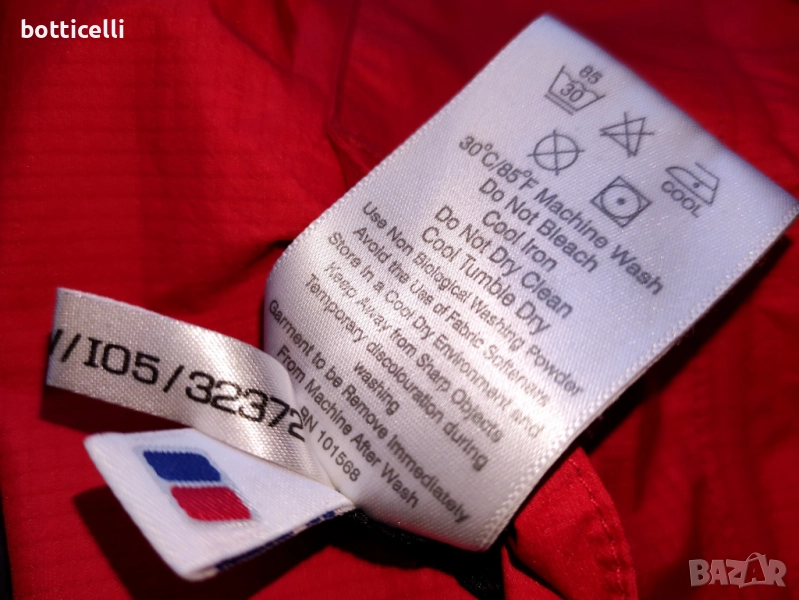 botticelli
85
30
COOL
30°C/85°F Machine Wash
Do Not Bleach
Cool Iron
Do Not Dry Clean
Cool Tumble Dry
Use Non Biological Washing Powder
Avoid the Use of Fabric Softeners
Store in a Cool Dry Environment and
Keep Away from Sharp Objects
Temporary discolouration during
washing
Garment to be Remove Immediately
From Machine After Wash
RN 101568
/IO5/32372
BAZAR